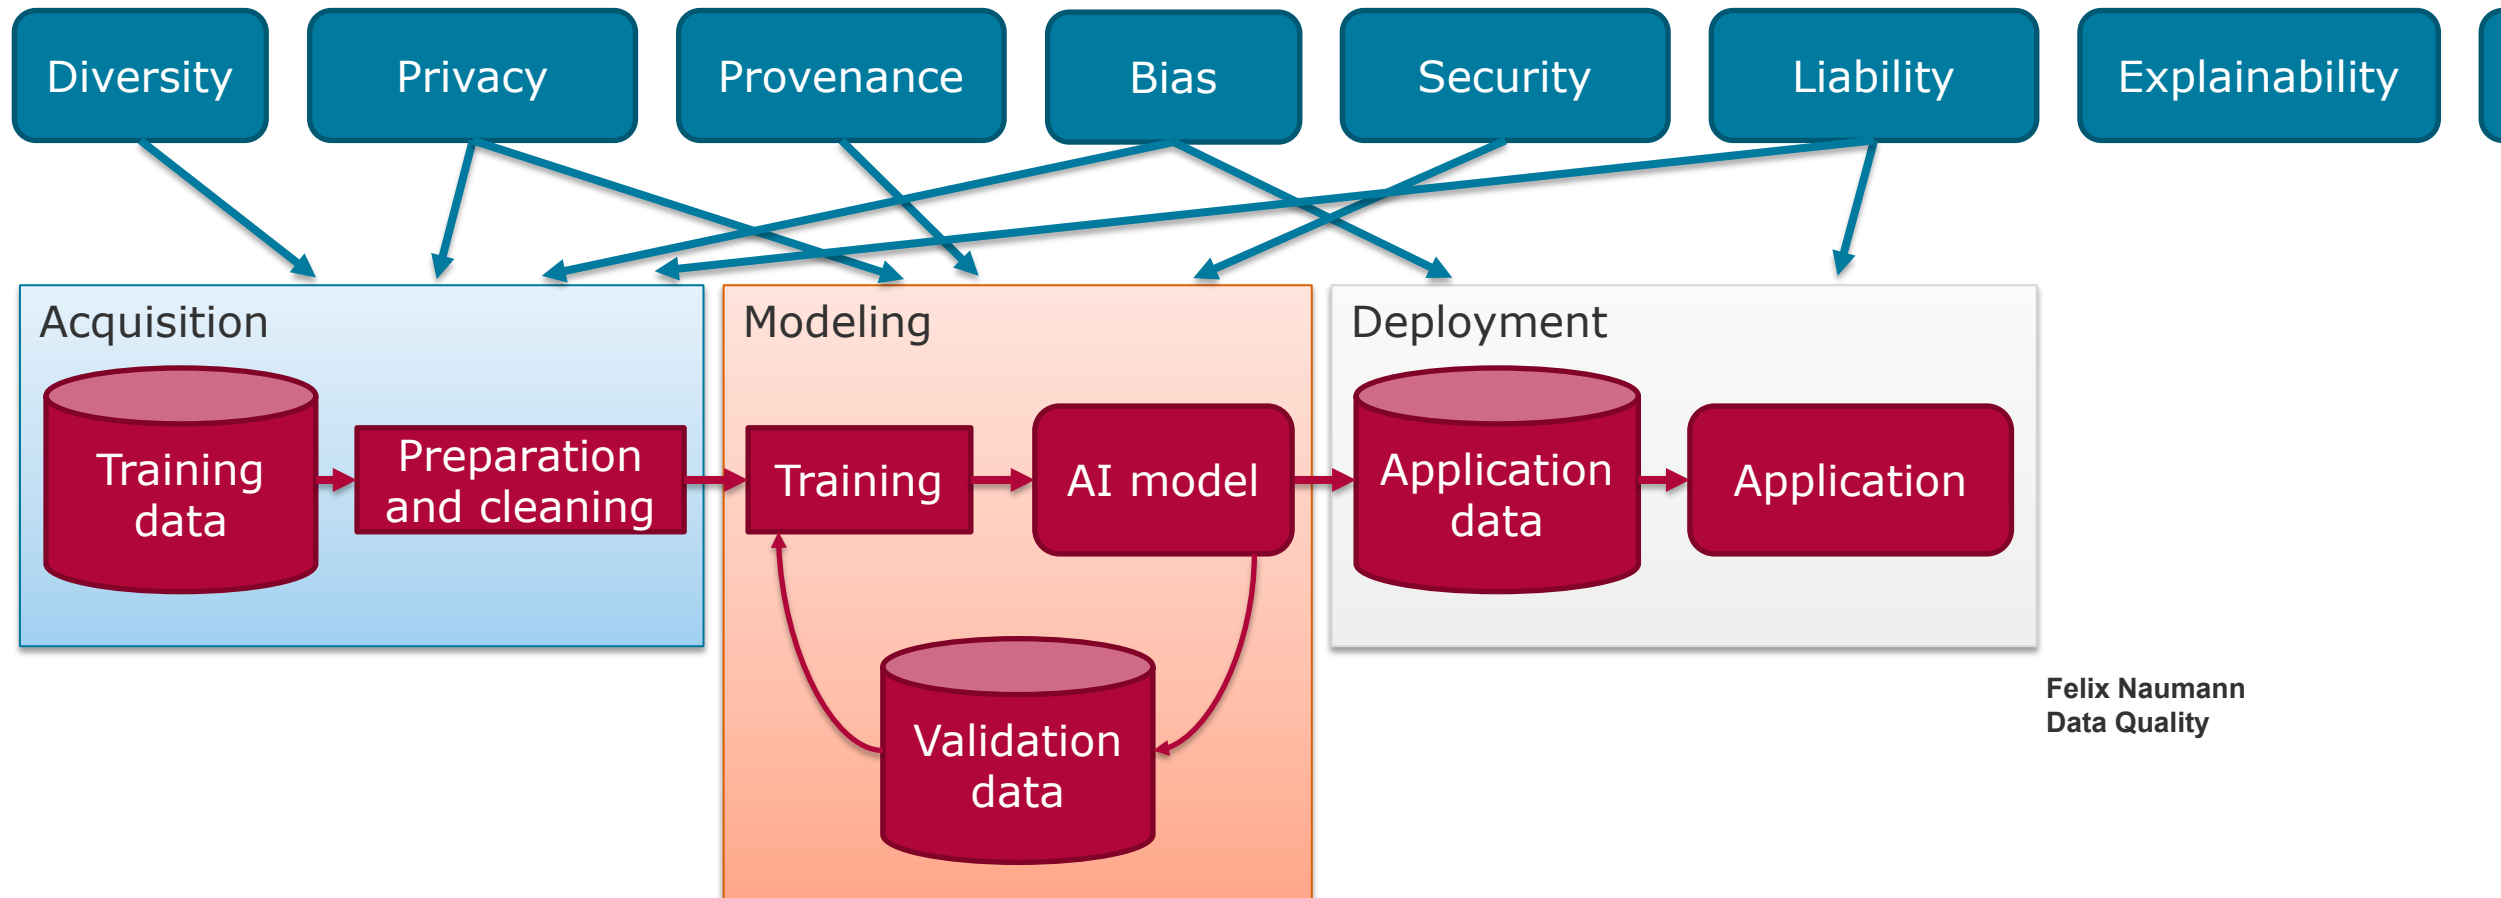 Diversity
Privacy
Provenance
Bias
Security
Liability
Explainability
Acquisition
Training
data
Preparation
and cleaning
Modeling
Training
AI model
Validation
data
Deployment
Application
data
Application
Felix Naumann
Data Quality